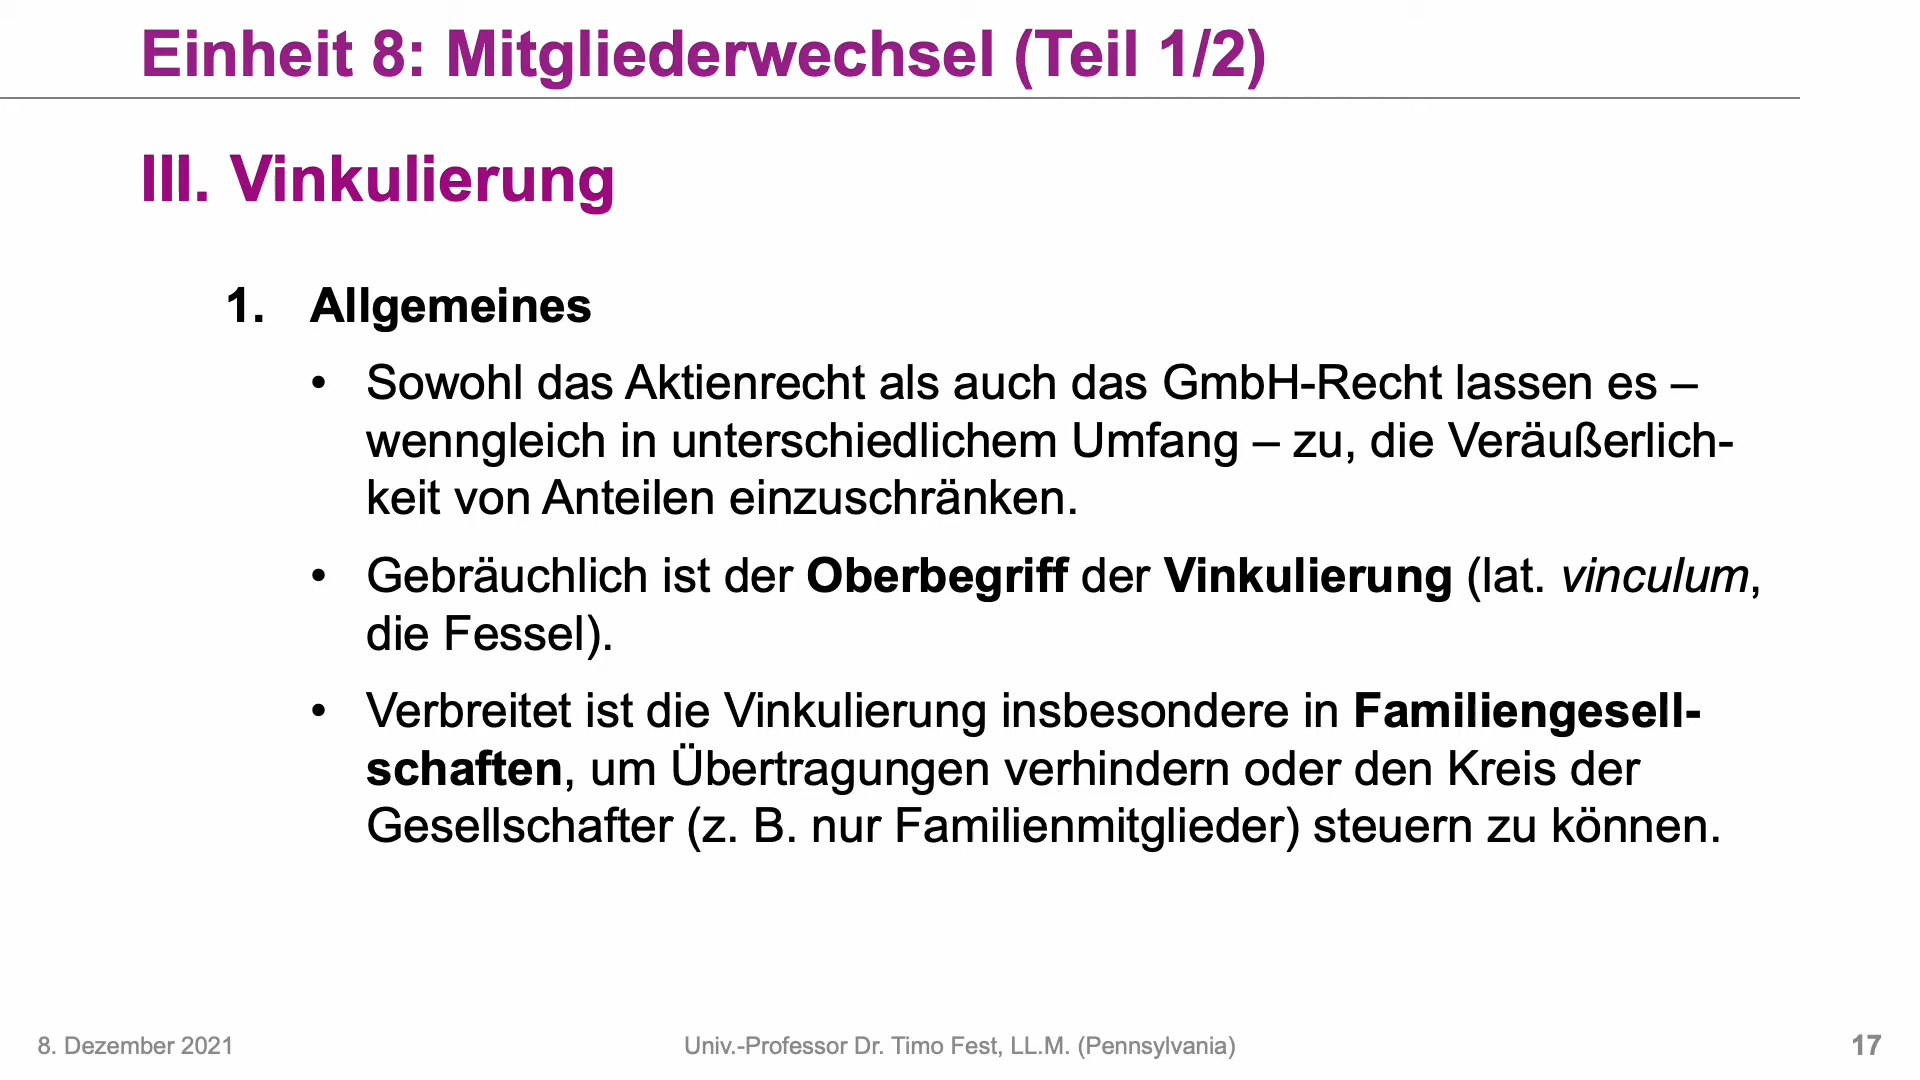 Einheit 8: Mitgliederwechsel (Teil 1/2)
III. Vinkulierung
1. Allgemeines
• Sowohl das Aktienrecht als auch das GmbH-Recht lassen es –
wenngleich in unterschiedlichem Umfang – zu, die Veräußerlich-
keit von Anteilen einzuschränken.
• Gebräuchlich ist der Oberbegriff der Vinkulierung (lat. vinculum,
die Fessel).
• Verbreitet ist die Vinkulierung insbesondere in Familiengesell-
schaften, um Übertragungen verhindern oder den Kreis der
Gesellschafter (z. B. nur Familienmitglieder) steuern zu können.
8. Dezember 2021
Univ.-Professor Dr. Timo Fest, LL.M. (Pennsylvania)
17